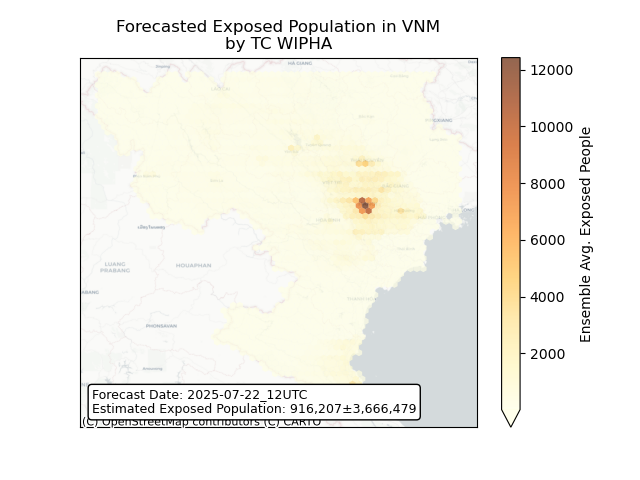 Forecasted Exposed Population in VNM
by TC WIPHA
HA GIANG
LUANG
PRABANG
HOUAPHAN
PHONSAVAN
12000
10000
8000
6000
4000
2000
Ensemble Avg. Exposed People
Forecast Date: 2025-07-22_12UTC
Estimated Exposed Population: 916,207±3,666,479
(C) OpenStreetMap contributors (C) CARTO